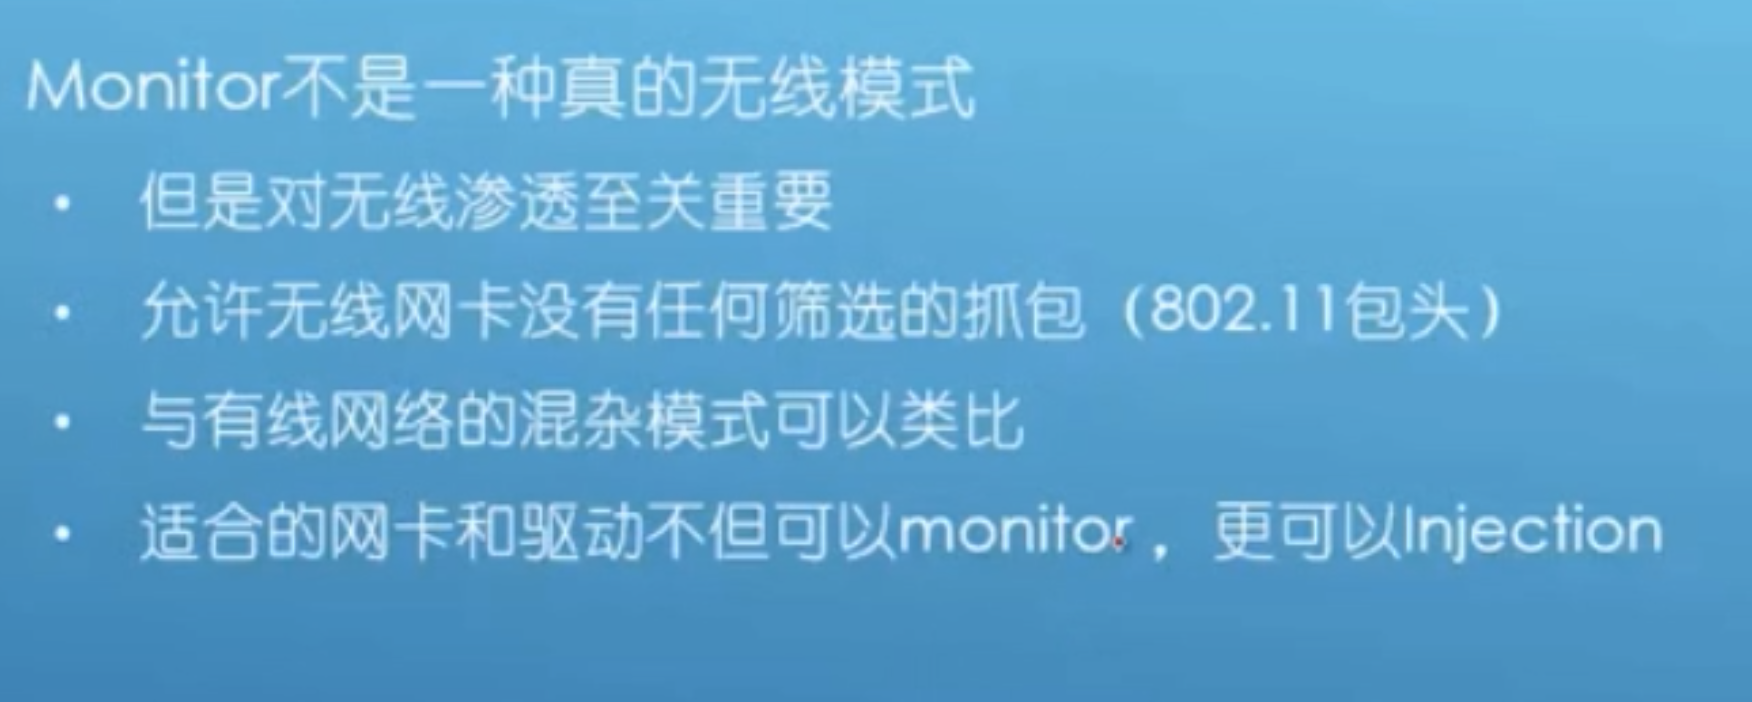 Monitor不是一种真的无线模式
• 但是对无线渗透至关重要
• 允许无线网卡没有任何筛选的抓包（802.11包头）
• 与有线网络的混杂模式可以类比
• 适合的网卡和驱动不但可以monitor，更可以Injection